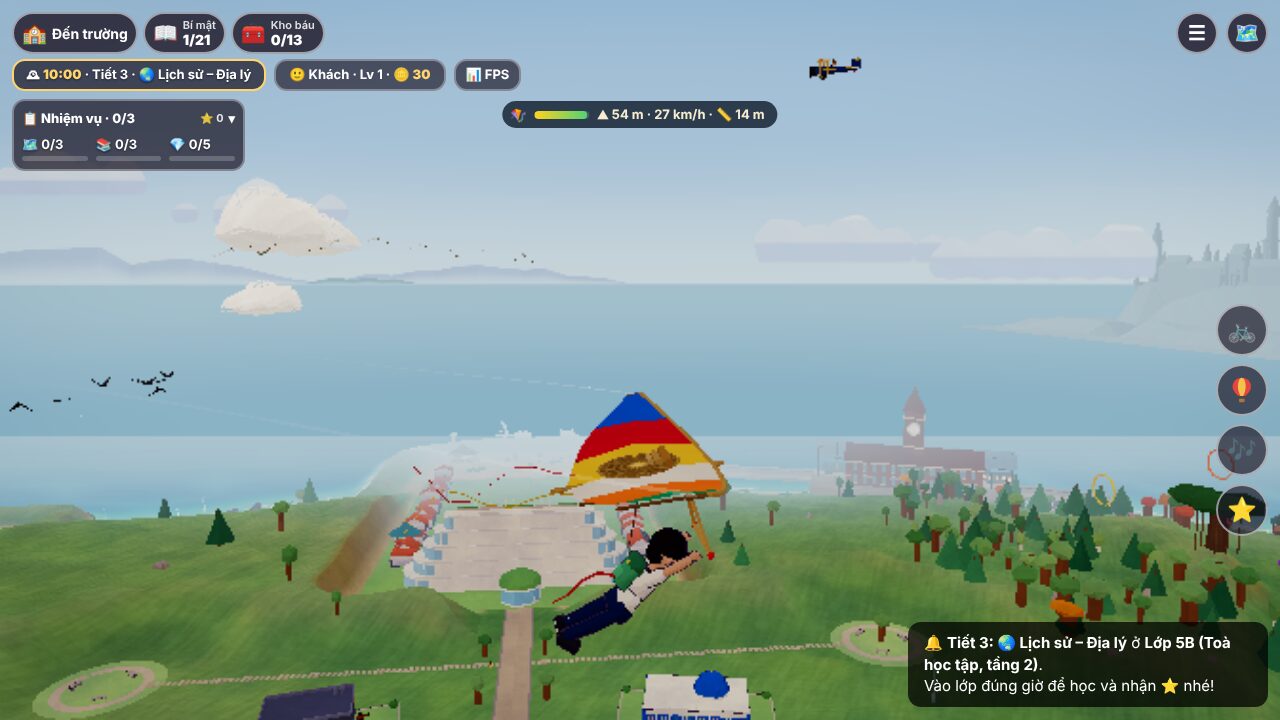 Đến trường
Bí mật
1/21
Kho báu
0/13
10:00 · Tiết 3 · Lịch sử – Địa lý
Khách · Lv 1 · 30
FPS
Nhiệm vụ · 0/3
0 ▼
0/3
0/3
0/5
▲ 54 m · 27 km/h · 14 m
Tiết 3: Lịch sử – Địa lý ở Lớp 5B (Toà
học tập, tầng 2).
Vào lớp đúng giờ để học và nhận ⭐ nhé!